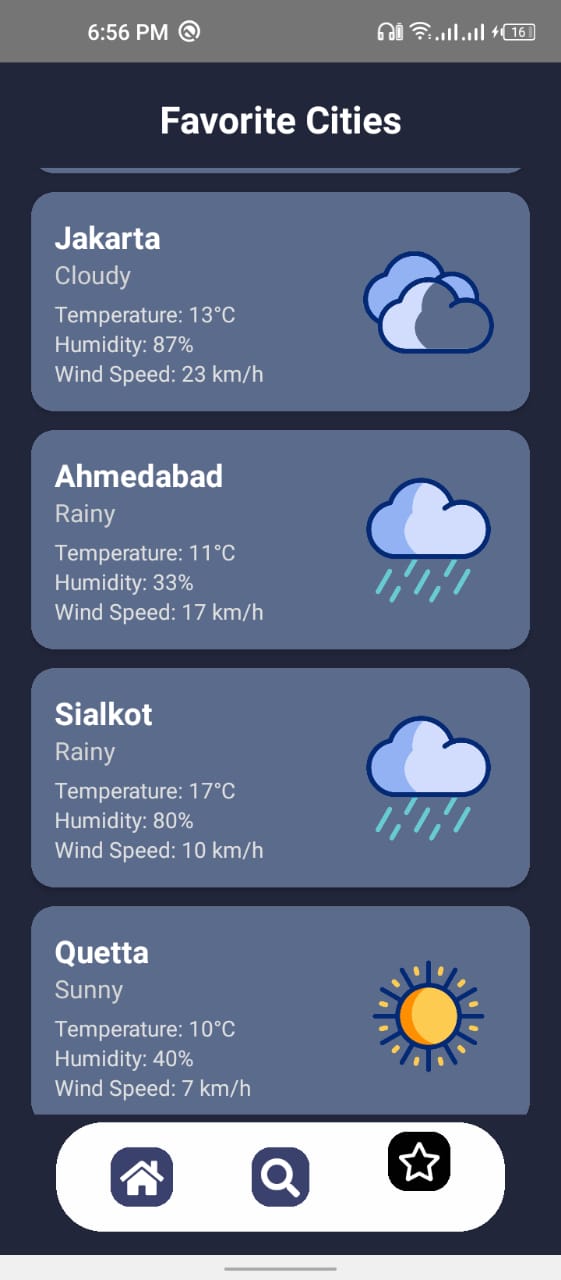 6:56 PM
16
Favorite Cities
Jakarta
Cloudy
Temperature: 13°C
Humidity: 87%
Wind Speed: 23 km/h
Ahmedabad
Rainy
Temperature: 11°C
Humidity: 33%
Wind Speed: 17 km/h
Sialkot
Rainy
Temperature: 17°C
Humidity: 80%
Wind Speed: 10 km/h
Quetta
Sunny
Temperature: 10°C
Humidity: 40%
Wind Speed: 7 km/h